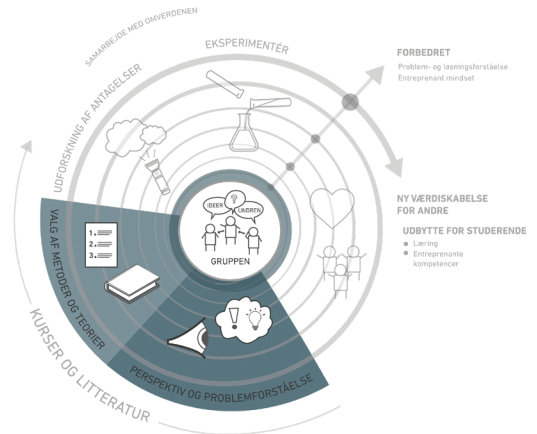 SAMARBEJDE MED OMVERDENEN
EKSPERIMENTÉR
UDFORSKNING AF ANTAGELSER
FORBEDRET
Problem- og løsningsforståelse
Entreprenant mindset
NY VÆRDISKABELSE
FOR ANDRE
UDBYTTE FOR STUDERENDE
Læring
Entreprenante
kompetencer
?
IDEER
UNDREN
GRUPPEN
1.
2.
3.
VALG AF METODER OG TEORIER
!
PERSPEKTIV OG PROBLEMFORSTÅELSE
KURSER OG LITTERATUR